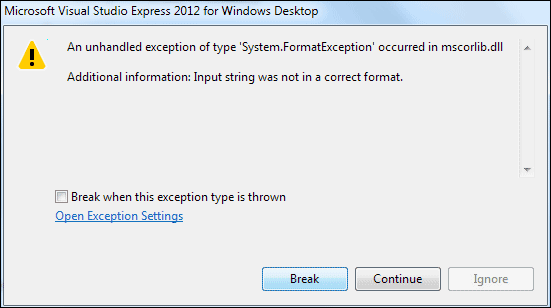 Microsoft Visual Studio Express 2012 for Windows Desktop
An unhandled exception of type 'System.FormatException' occurred in mscorlib.dll
Additional information: Input string was not in a correct format.
Break when this exception type is thrown
Open Exception Settings
Break
Continue
Ignore